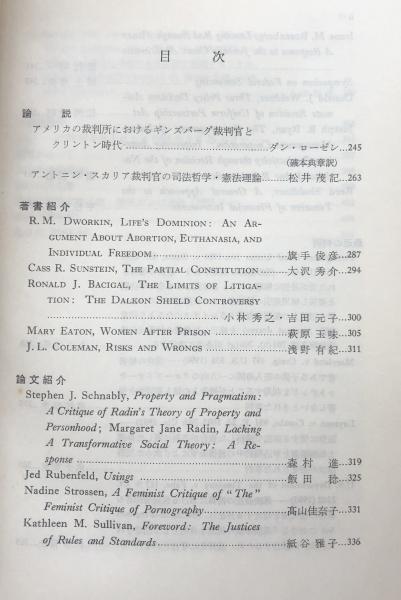 目次
論説
アメリカの裁判所におけるギンズバーグ裁判官と
クリントン時代 ……ダン・ローゼン…245
アントニン・スカリア裁判官の司法哲学・憲法理論……松井茂記…263
著書紹介
R. M. DWORKIN, LIFE'S DOMINION: AN AR-
GUMENT ABOUT ABORTION, EUTHANASIA, AND
INDIVIDUAL FREEDOM……旗手俊彦…287
CASS R. SUNSTEIN, THE PARTIAL CONSTITUTION……大沢秀介…294
RONALD J. BACIGAL, THE LIMITS OF LITIGA-
TION: THE DALKON SHIELD CONTROVERSY
……小林秀之・吉田元子…300
MARY EATON, WOMEN AFTER PRISON……萩原玉味…305
J. L. COLEMAN, RISKS AND WRONGS……浅野有紀…311
論文紹介
Stephen J. Schnably, Property and Pragmatism:
A Critique of Radin's Theory of Property and
Personhood; Margaret Jane Radin, Lacking
A Transformative Social Theory: A Re-
sponse……森村進…319
Jed Rubenfeld, Usings……飯田稔…325
Nadine Strossen, A Feminist Critique of "The"
Feminist Critique of Pornography……高山佳奈子…331
Kathleen M. Sullivan, Foreword: The Justices
of Rules and Standards……紙谷雅子…336